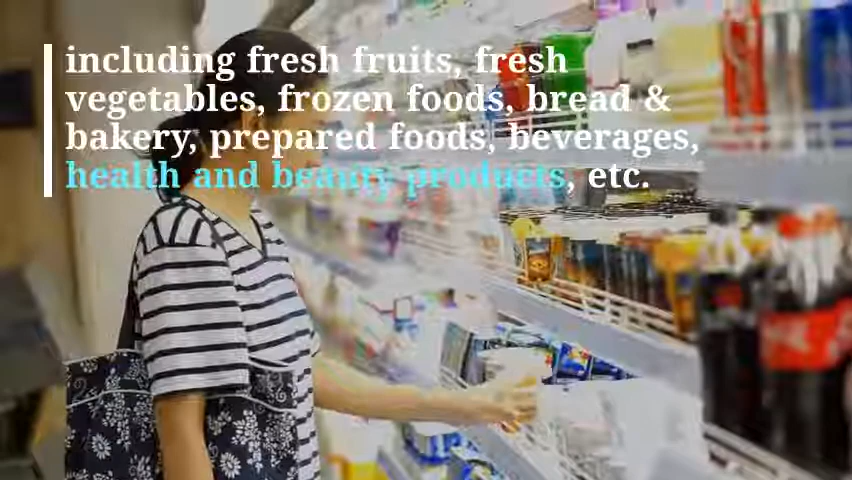 including fresh fruits, fresh
vegetables, frozen foods, bread &
bakery, prepared foods, beverages,
health and beauty products, etc.